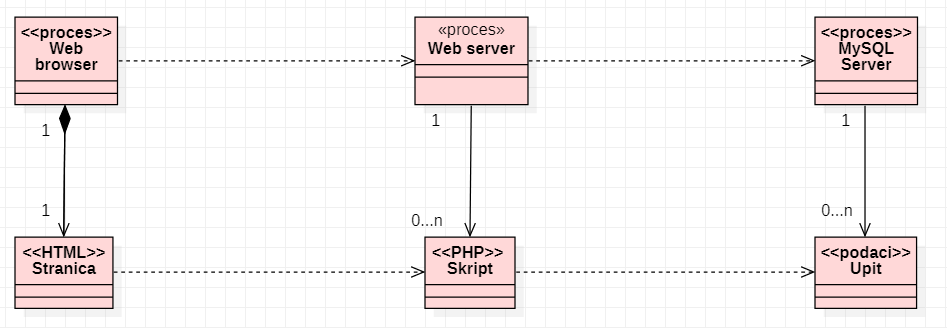 <<proces>>
Web
browser
«proces»
Web server
<<proces>>
MySQL
Server
1
1
1
1
0...n
0...n
<<HTML>>
Stranica
<<PHP>>
Skript
<<podaci>>
Upit